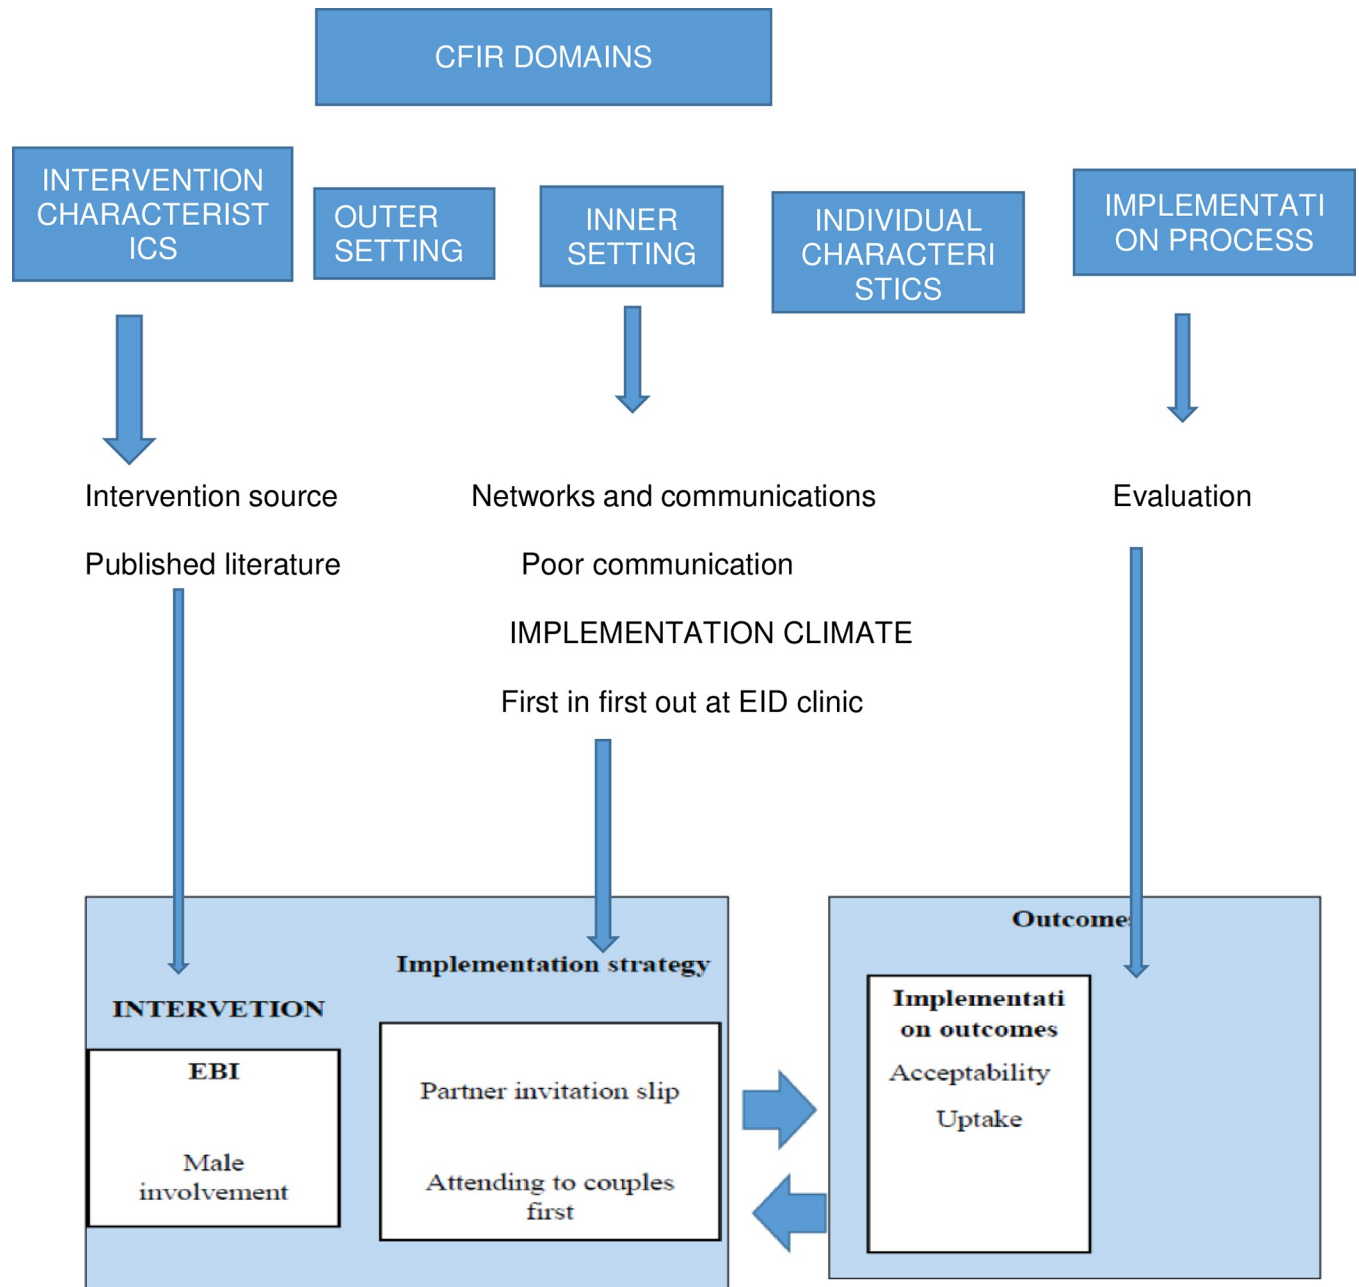 CFIR DOMAINS
INTERVENTION
CHARACTERIST
ICS
OUTER
SETTING
INNER
SETTING
INDIVIDUAL
CHARACTERI
STICS
IMPLEMENTATI
ON PROCESS
Intervention source
Networks and communications
Evaluation
Published literature
Poor communication
IMPLEMENTATION CLIMATE
First in first out at EID clinic
INTERVETION
EBI
Male
involvement
Implementation strategy
Partner invitation slip
Attending to couples
first
Outcomes
Implementati
on outcomes
Acceptability
Uptake